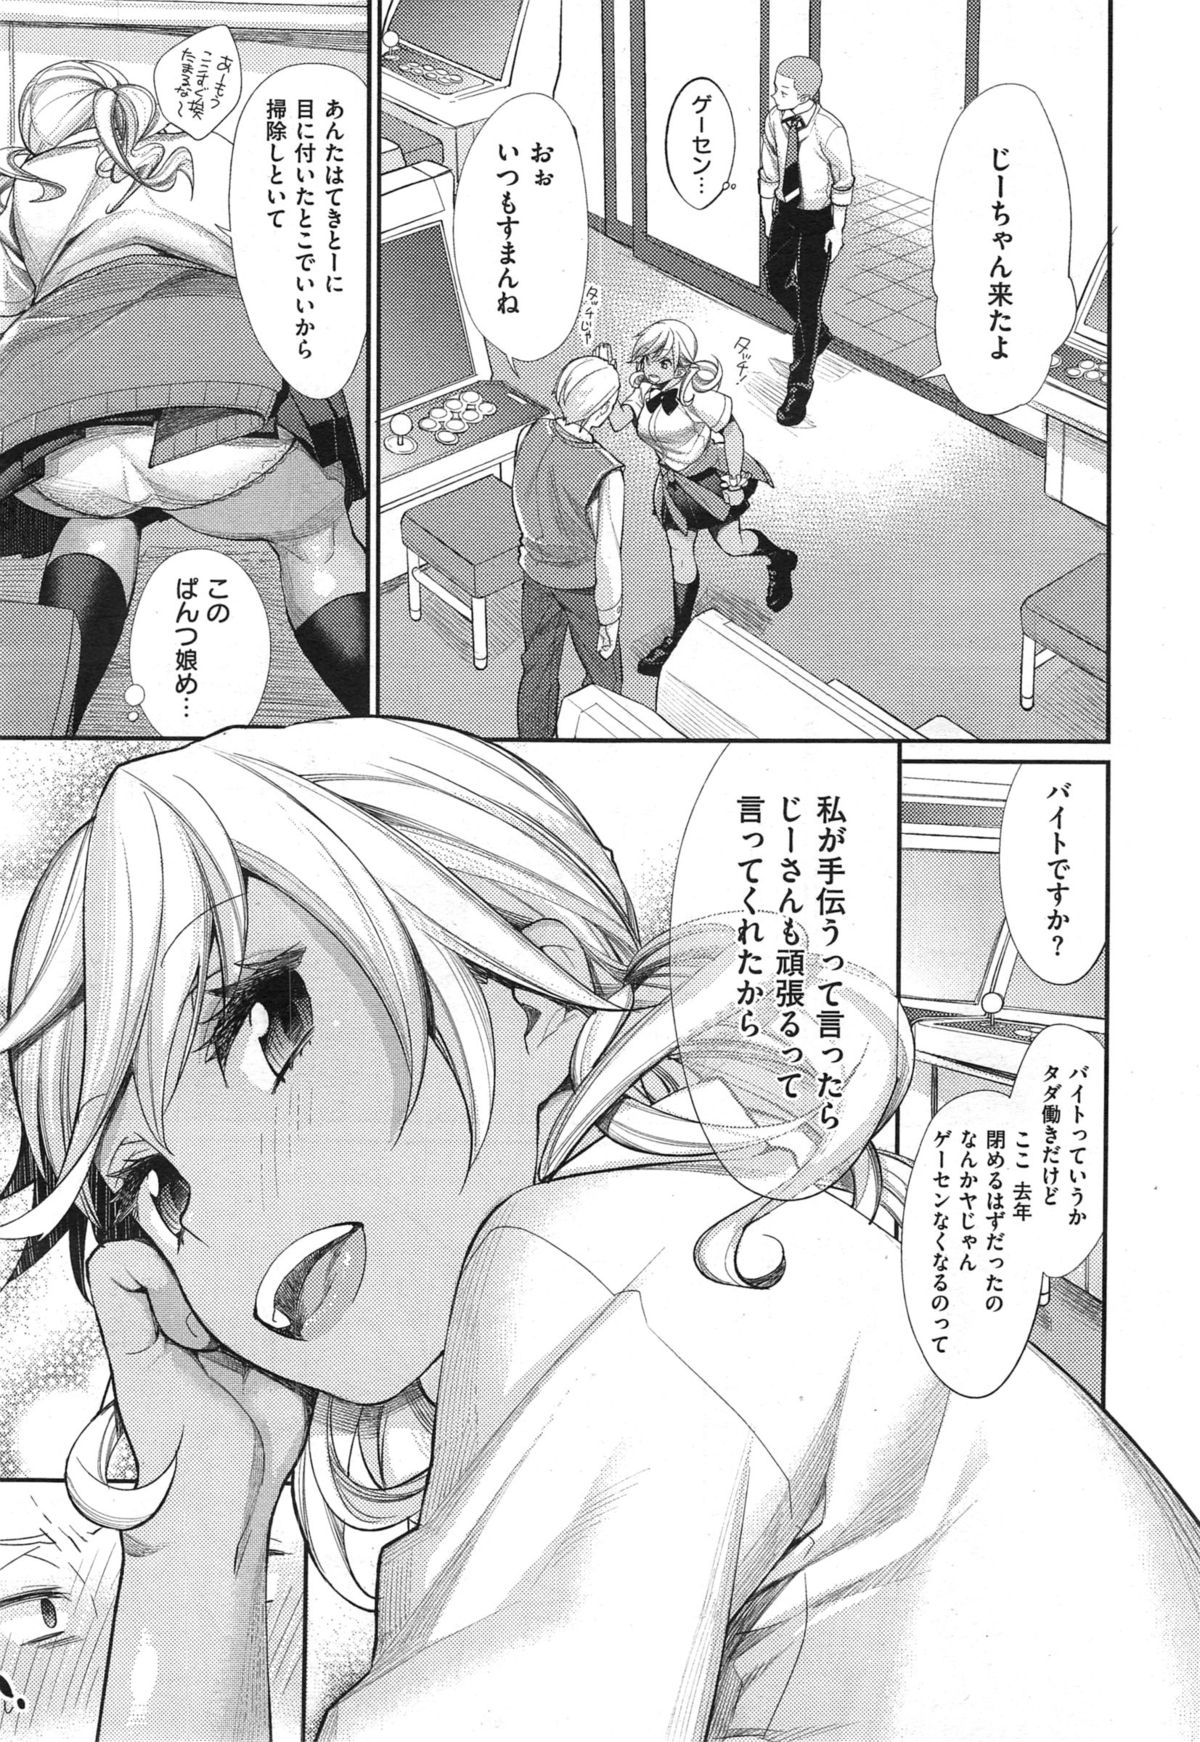 じーちゃん来たよ
ゲーセン…
タッチ！
タッチじゃ
おぉ
いつもすまんね
あんたはてきとーに
目に付いたとこでいいから
掃除しといて
あーもう
ここすぐ埃
たまるな〜
この
ぱんつ娘め…
バイトですか？
バイトっていうか
タダ働きだけど
ここ 去年
閉めるはずだったの
なんかヤじゃん
ゲーセンなくなるのって
私が手伝うって言ったら
じーさんも頑張るって
言ってくれたから